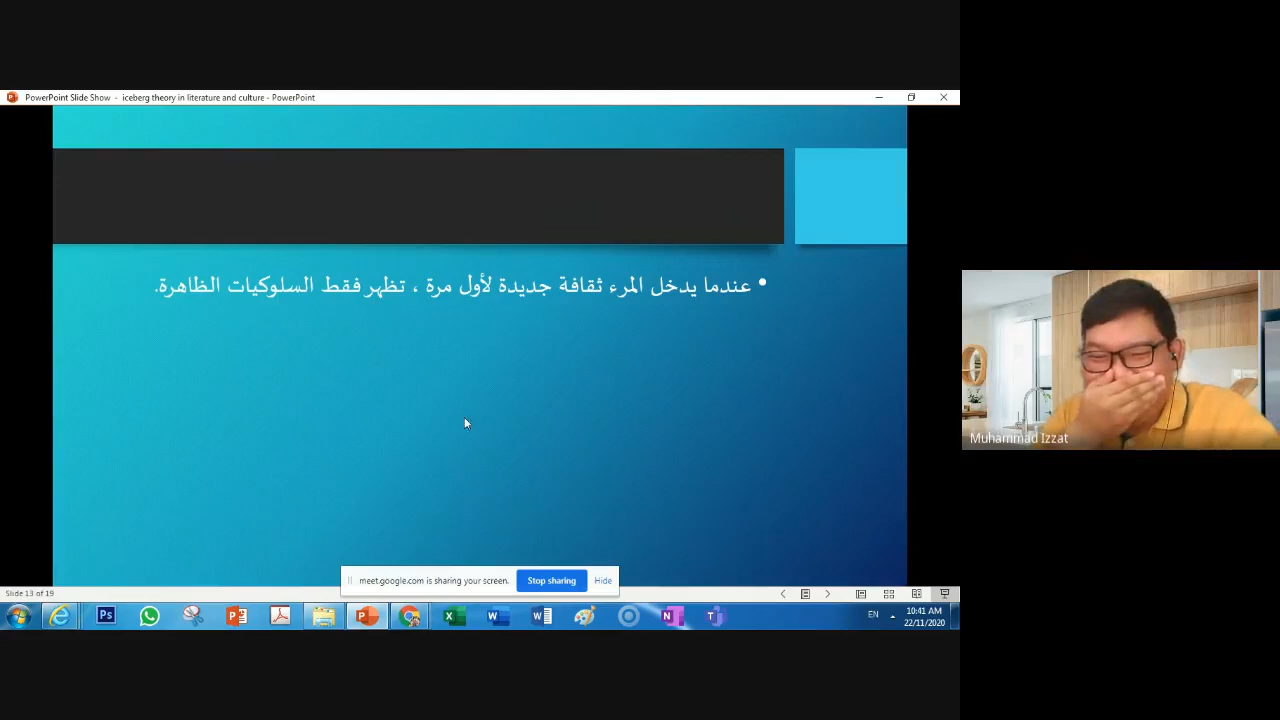 PowerPoint Slide Show - iceberg theory in literature and culture - PowerPoint
• عندما يدخل المرء ثقافة جديدة لأول مرة ، تظهر فقط السلوكيات الظاهرة.
Muhammad Izzat
meet.google.com is sharing your screen. Stop sharing Hide
Slide 13 of 19
EN 10:41 AM
22/11/2020